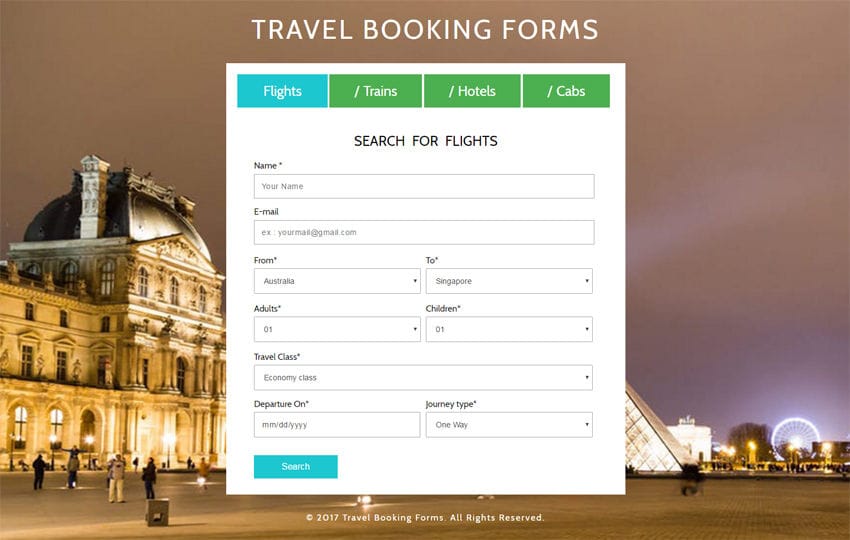 TRAVEL BOOKING FORMS
Flights / Trains / Hotels / Cabs
SEARCH FOR FLIGHTS
Name *
Your Name
E-mail
ex : yourmail@gmail.com
From* To*
Australia Singapore
Adults* Children*
01 01
Travel Class*
Economy class
Departure On* Journey type*
mm/dd/yyyy One Way
Search
© 2017 Travel Booking Forms. All Rights Reserved.